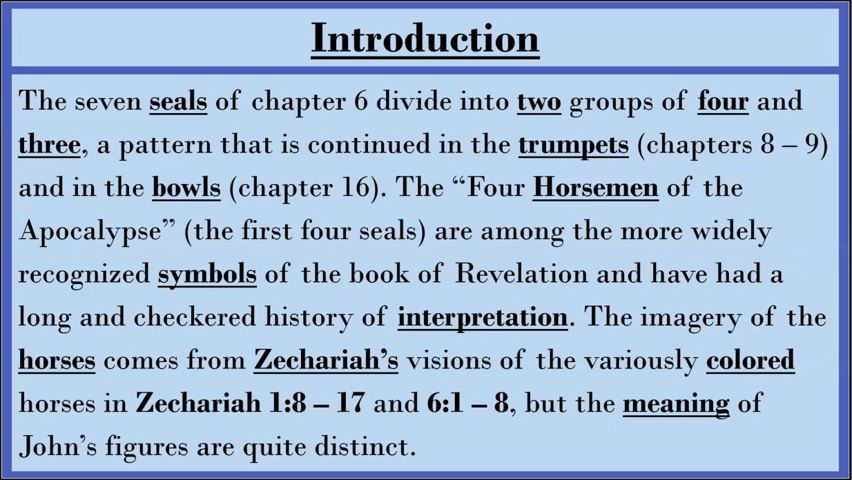 Introduction
The seven seals of chapter 6 divide into two groups of four and
three, a pattern that is continued in the trumpets (chapters 8 – 9)
and in the bowls (chapter 16). The “Four Horsemen of the
Apocalypse” (the first four seals) are among the more widely
recognized symbols of the book of Revelation and have had a
long and checkered history of interpretation. The imagery of the
horses comes from Zechariah’s visions of the variously colored
horses in Zechariah 1:8 – 17 and 6:1 – 8, but the meaning of
John’s figures are quite distinct.